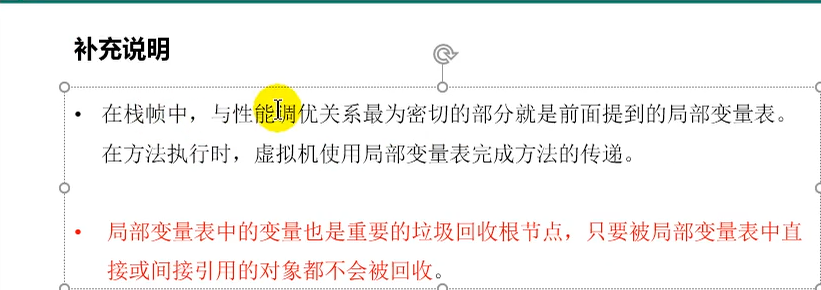 补充说明
• 在栈帧中，与性能调优关系最为密切的部分就是前面提到的局部变量表。
在方法执行时，虚拟机使用局部变量表完成方法的传递。
• 局部变量表中的变量也是重要的垃圾回收根节点，只要被局部变量表中直
接或间接引用的对象都不会被回收。